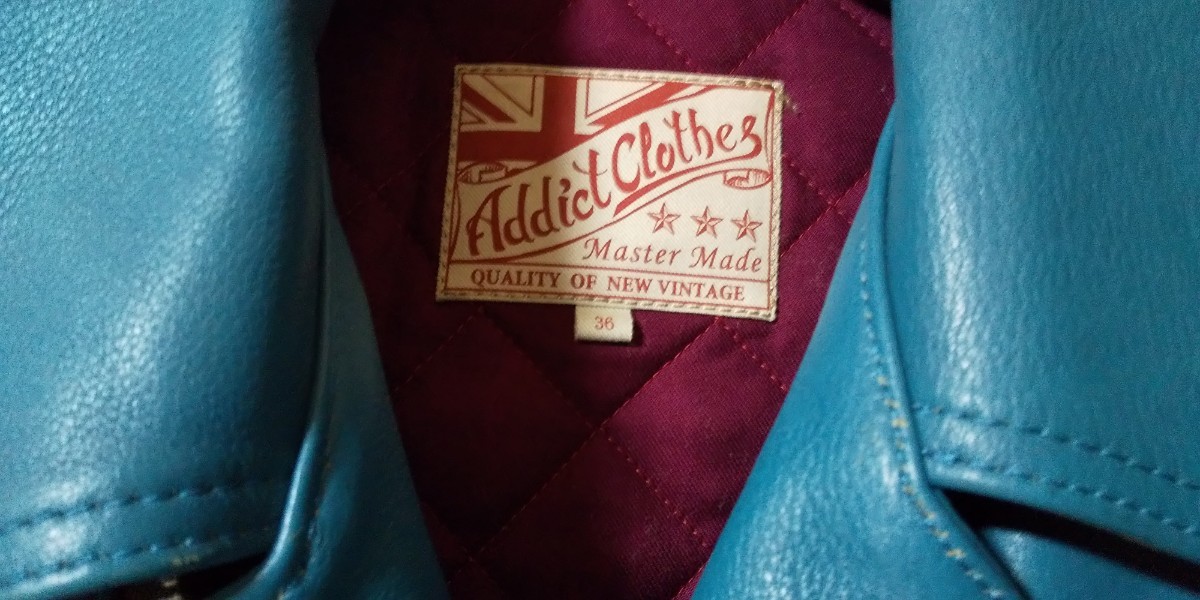 Addict Clothes
Master Made
QUALITY OF NEW VINTAGE
36